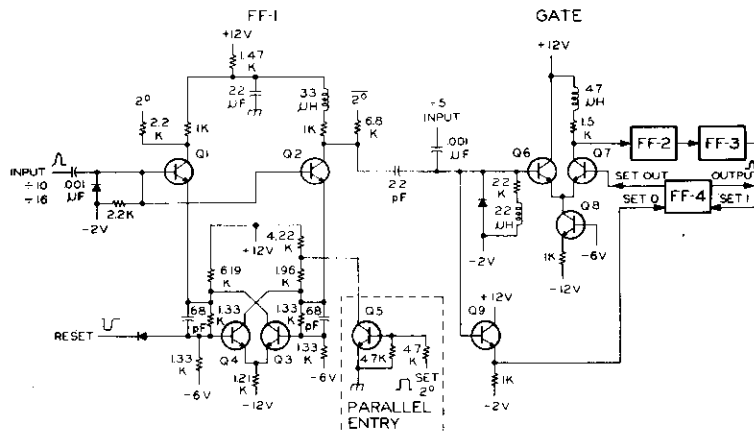 FF-1
GATE
+12V
1.47
K
22
µµF
33
µH
1K
1K
2⁰
2.2
K
2⁰
6.8
K
Q1
Q2
INPUT
÷10
÷16
.001
µF
2.2K
-2V
÷5
INPUT
.001
µF
22
pF
+12V
47
µH
1.5
K
Q6
Q7
FF-2
FF-3
SET OUT
OUTPUT
FF-4
SET 0
SET 1
2.2
K
22
µH
-2V
Q8
1K
-6V
-12V
Q9
+12V
1K
-2V
4.22
K
+12V
619
K
1.96
K
68
pF
1.33
K
1.33
K
68
pF
RESET
Q4
Q3
1.33
K
1.33
K
-6V
-6V
1.21
K
-12V
Q5
47K
47
K
SET
2⁰
PARALLEL
ENTRY